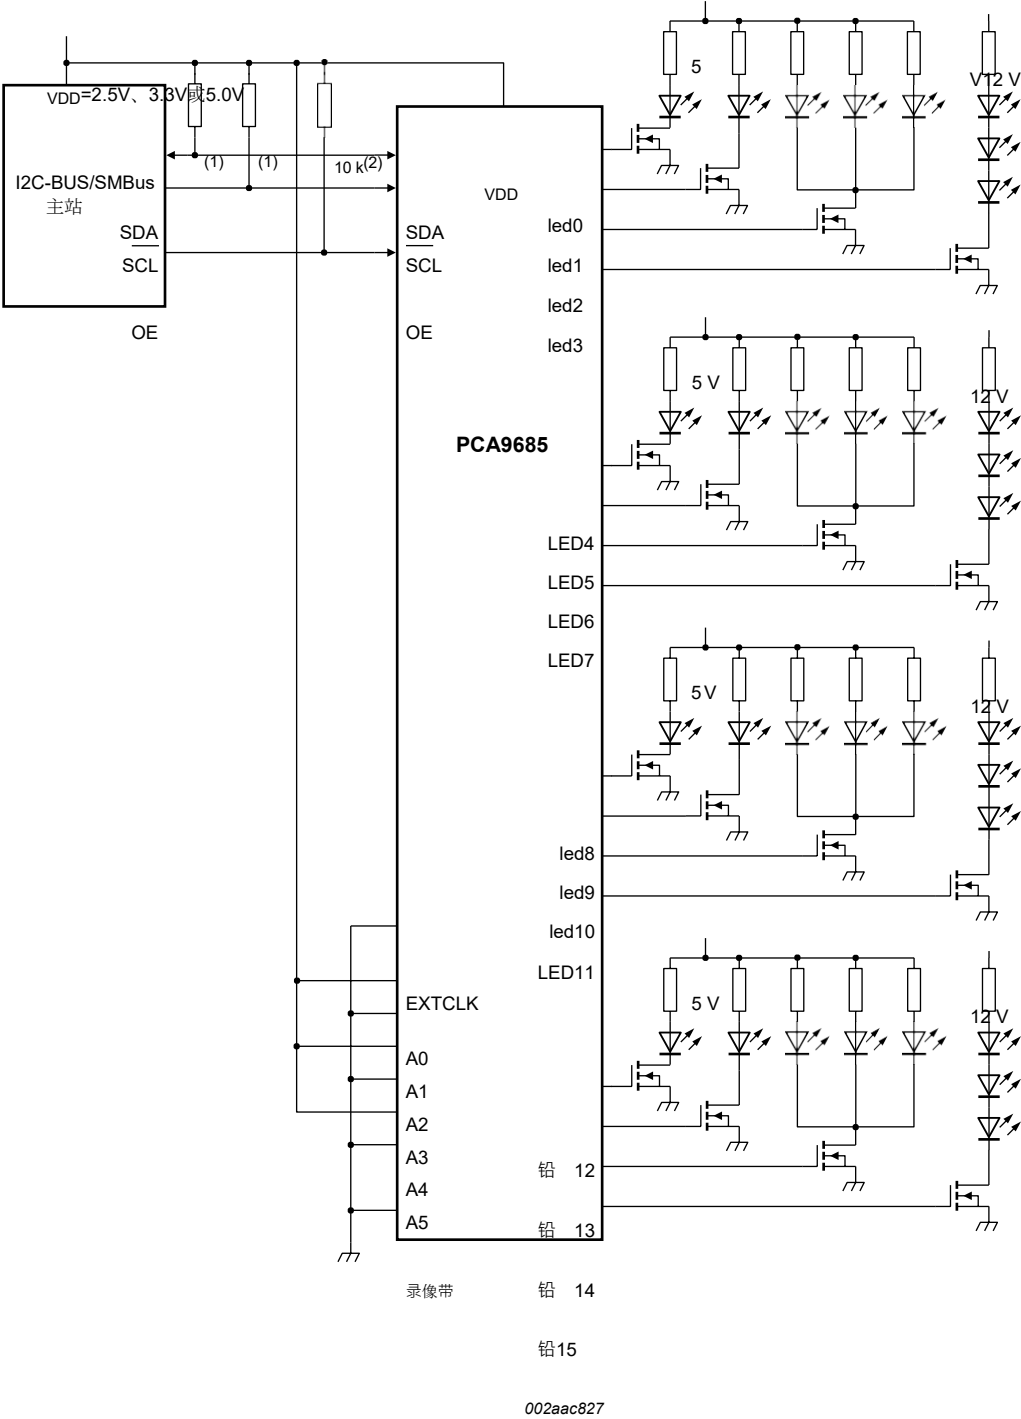 5
V12 V
VDD=2.5V、3.3V或5.0V
(1)
(1)
10 k(2)
I2C-BUS/SMBus
主站
VDD
SDA
SCL
OE
SDA
SCL
OE
led0
led1
led2
led3
5 V
12 V
PCA9685
LED4
LED5
LED6
LED7
5 V
12 V
led8
led9
led10
LED11
5 V
12 V
EXTCLK
A0
A1
A2
A3
A4
A5
铅 12
铅 13
录像带
铅 14
铅15
002aac827